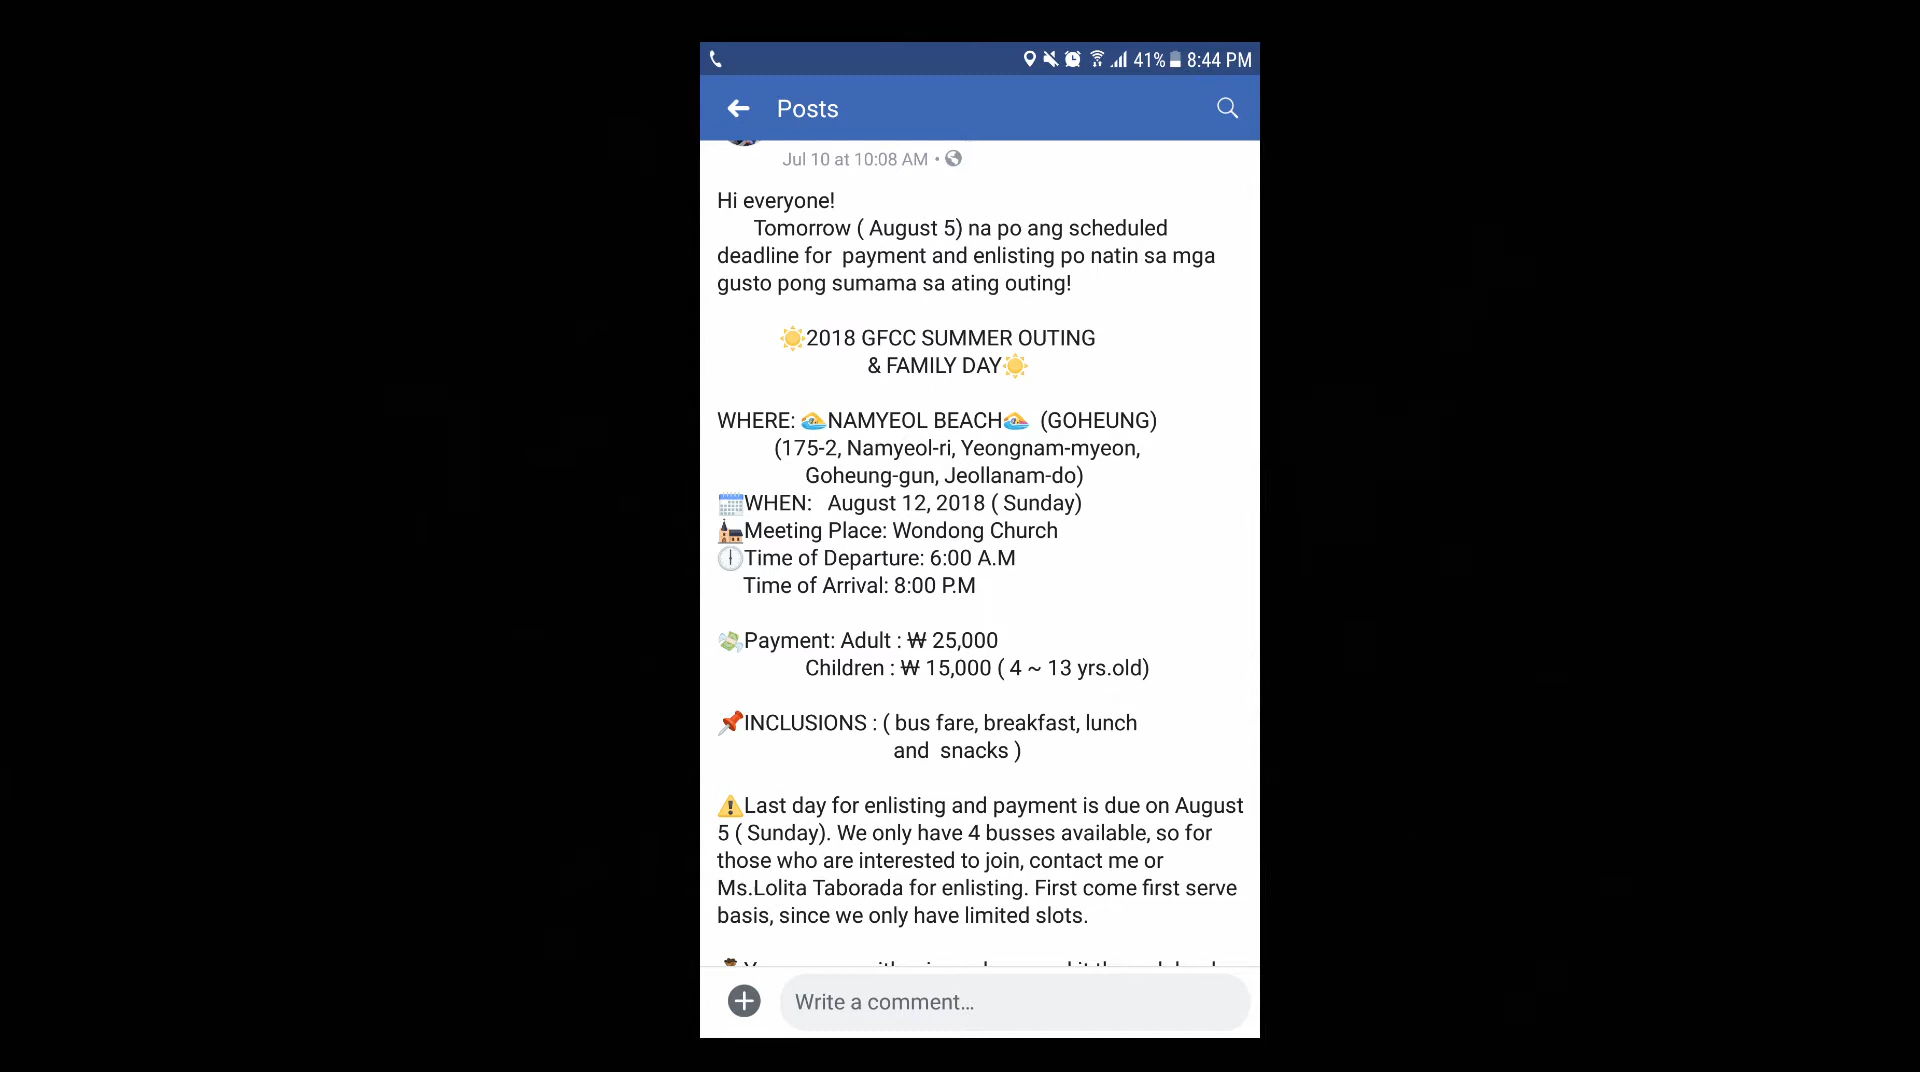 41% 8:44 PM
Posts
Jul 10 at 10:08 AM •
Hi everyone!
Tomorrow ( August 5) na po ang scheduled
deadline for  payment and enlisting po natin sa mga
gusto pong sumama sa ating outing!
☀️2018 GFCC SUMMER OUTING
& FAMILY DAY☀️
WHERE: 🏖️NAMYEOL BEACH🏖️  (GOHEUNG)
(175-2, Namyeol-ri, Yeongnam-myeon,
Goheung-gun, Jeollanam-do)
🗓️WHEN:   August 12, 2018 ( Sunday)
Meeting Place: Wondong Church
🕕Time of Departure: 6:00 A.M
Time of Arrival: 8:00 P.M
💸Payment: Adult : ₩ 25,000
Children : ₩ 15,000 ( 4 ~ 13 yrs.old)
📌INCLUSIONS : ( bus fare, breakfast, lunch
and  snacks )
⚠️Last day for enlisting and payment is due on August
5 ( Sunday). We only have 4 busses available, so for
those who are interested to join, contact me or
Ms.Lolita Taborada for enlisting. First come first serve
basis, since we only have limited slots.
Write a comment...